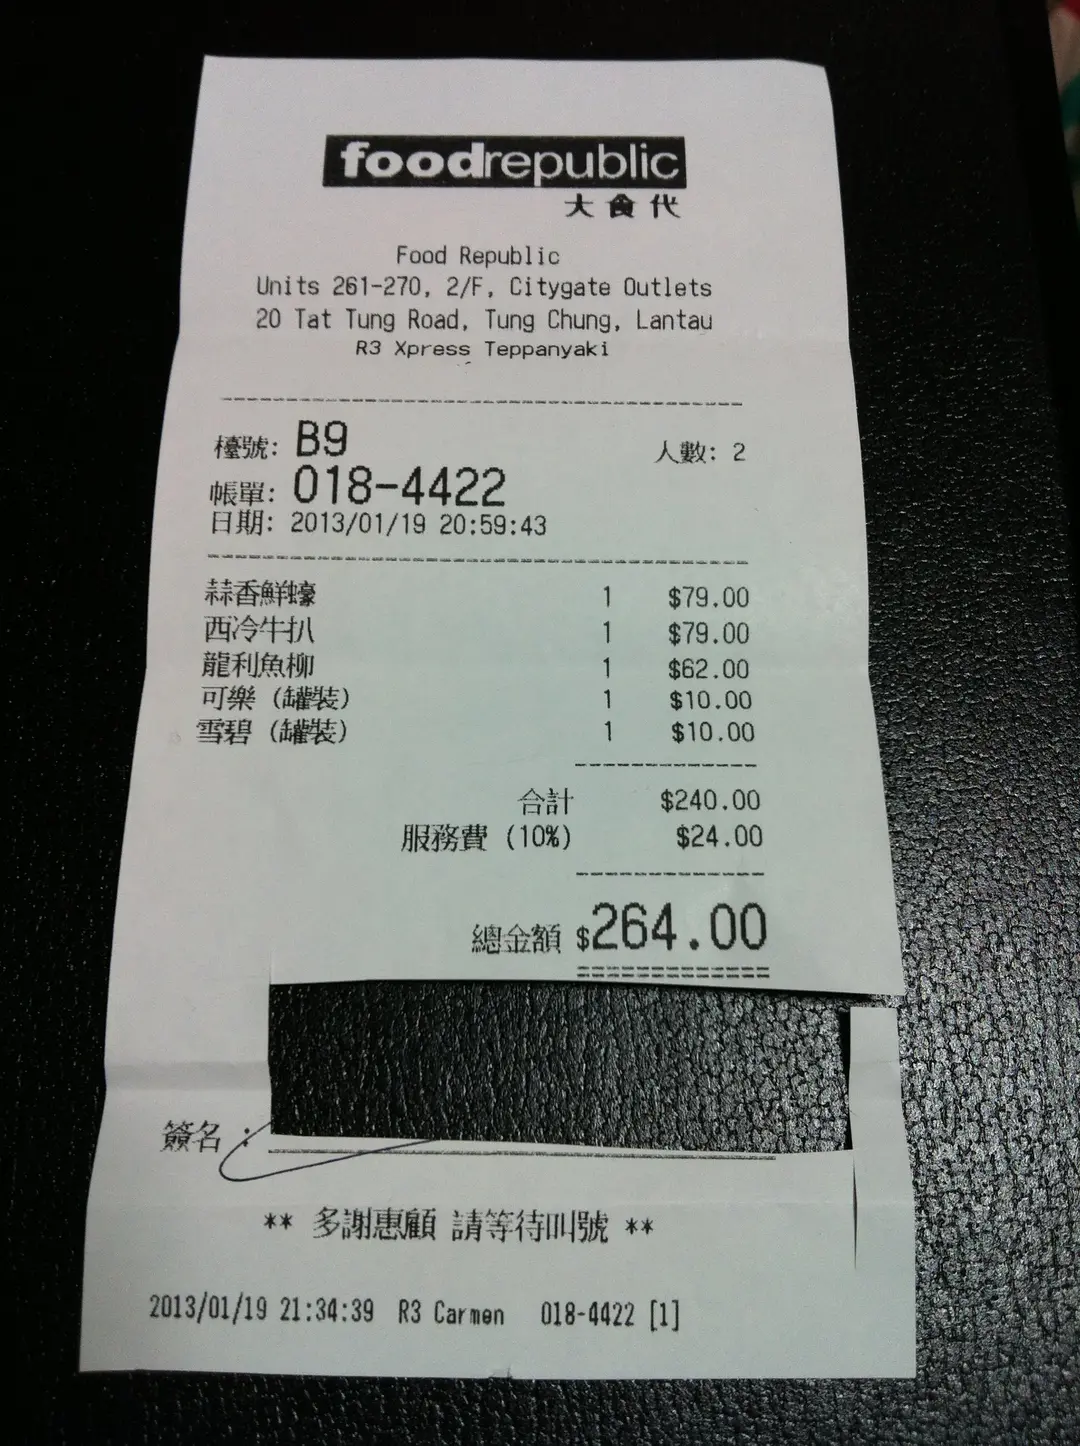 foodrepublic
大食代
Food Republic
Units 261-270, 2/F, Citygate Outlets
20 Tat Tung Road, Tung Chung, Lantau
R3 Xpress Teppanyaki
檯號: B9 人數: 2
帳單: 018-4422
日期: 2013/01/19 20:59:43
蒜香鮮蠔 1 $79.00
西冷牛扒 1 $79.00
龍利魚柳 1 $62.00
可樂 (罐裝) 1 $10.00
雪碧 (罐裝) 1 $10.00
合計 $240.00
服務費 (10%) $24.00
總金額 $264.00
簽名 :
** 多謝惠顧 請等待叫號 **
2013/01/19 21:34:39 R3 Carmen 018-4422 [1]